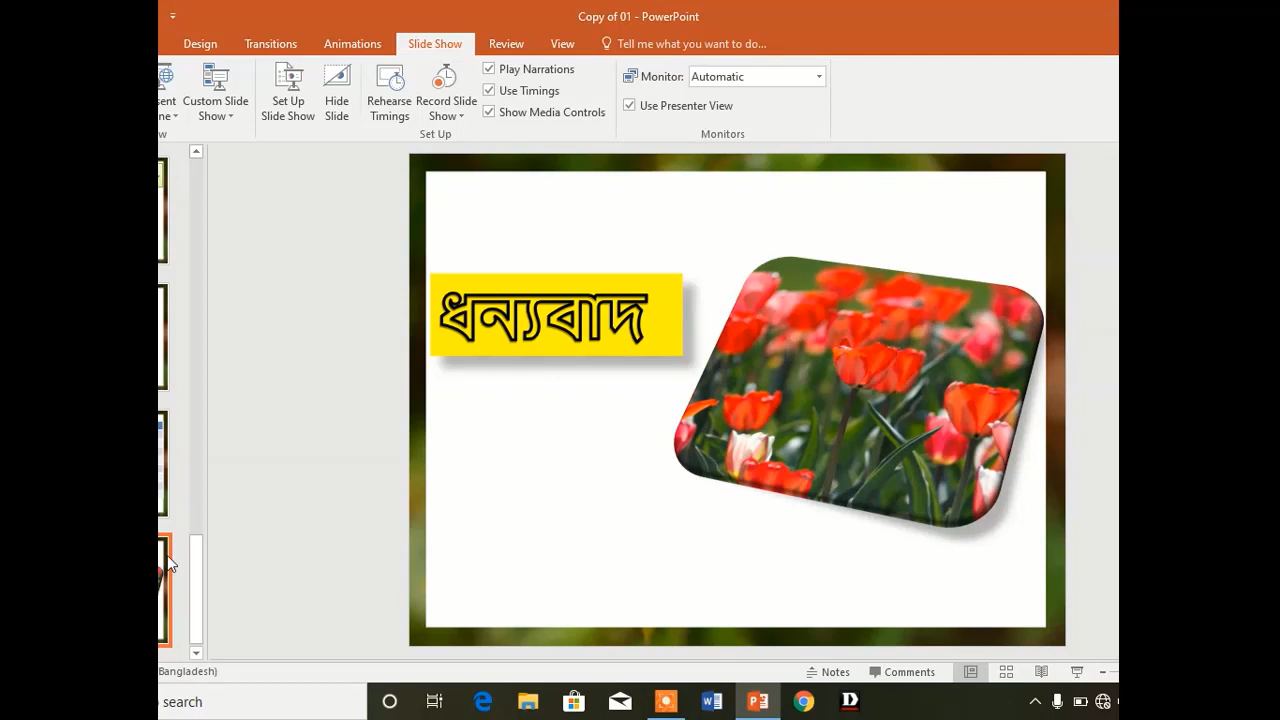 Copy of 01 - PowerPoint
Design Transitions Animations Slide Show Review View Tell me what you want to do...
Custom Slide Show
Set Up Slide Show
Hide Slide
Rehearse Timings
Record Slide Show
Play Narrations
Use Timings
Show Media Controls
Set Up
Monitor: Automatic
Use Presenter View
Monitors
ধন্যবাদ
Bangladesh)
Notes Comments
search